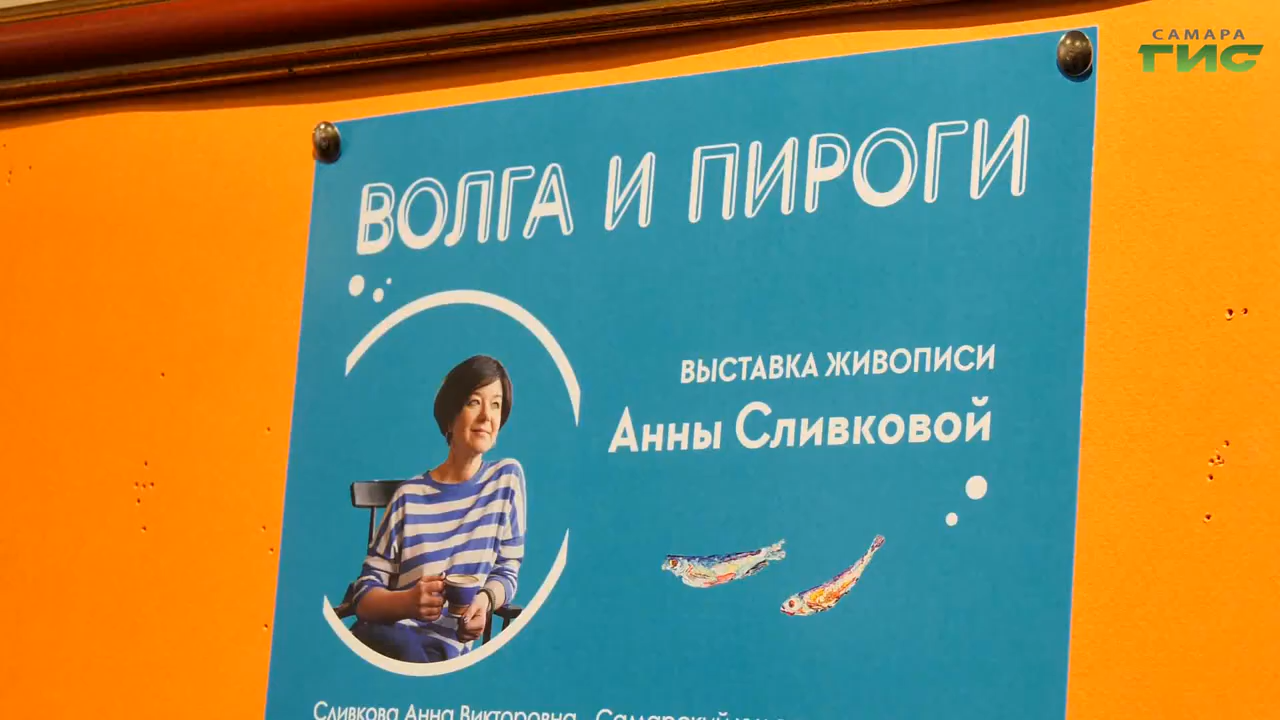 САМАРА
ГИС
ВОЛГА И ПИРОГИ
ВЫСТАВКА ЖИВОПИСИ
Анны Сливковой
Сливкова Анна Викторовна